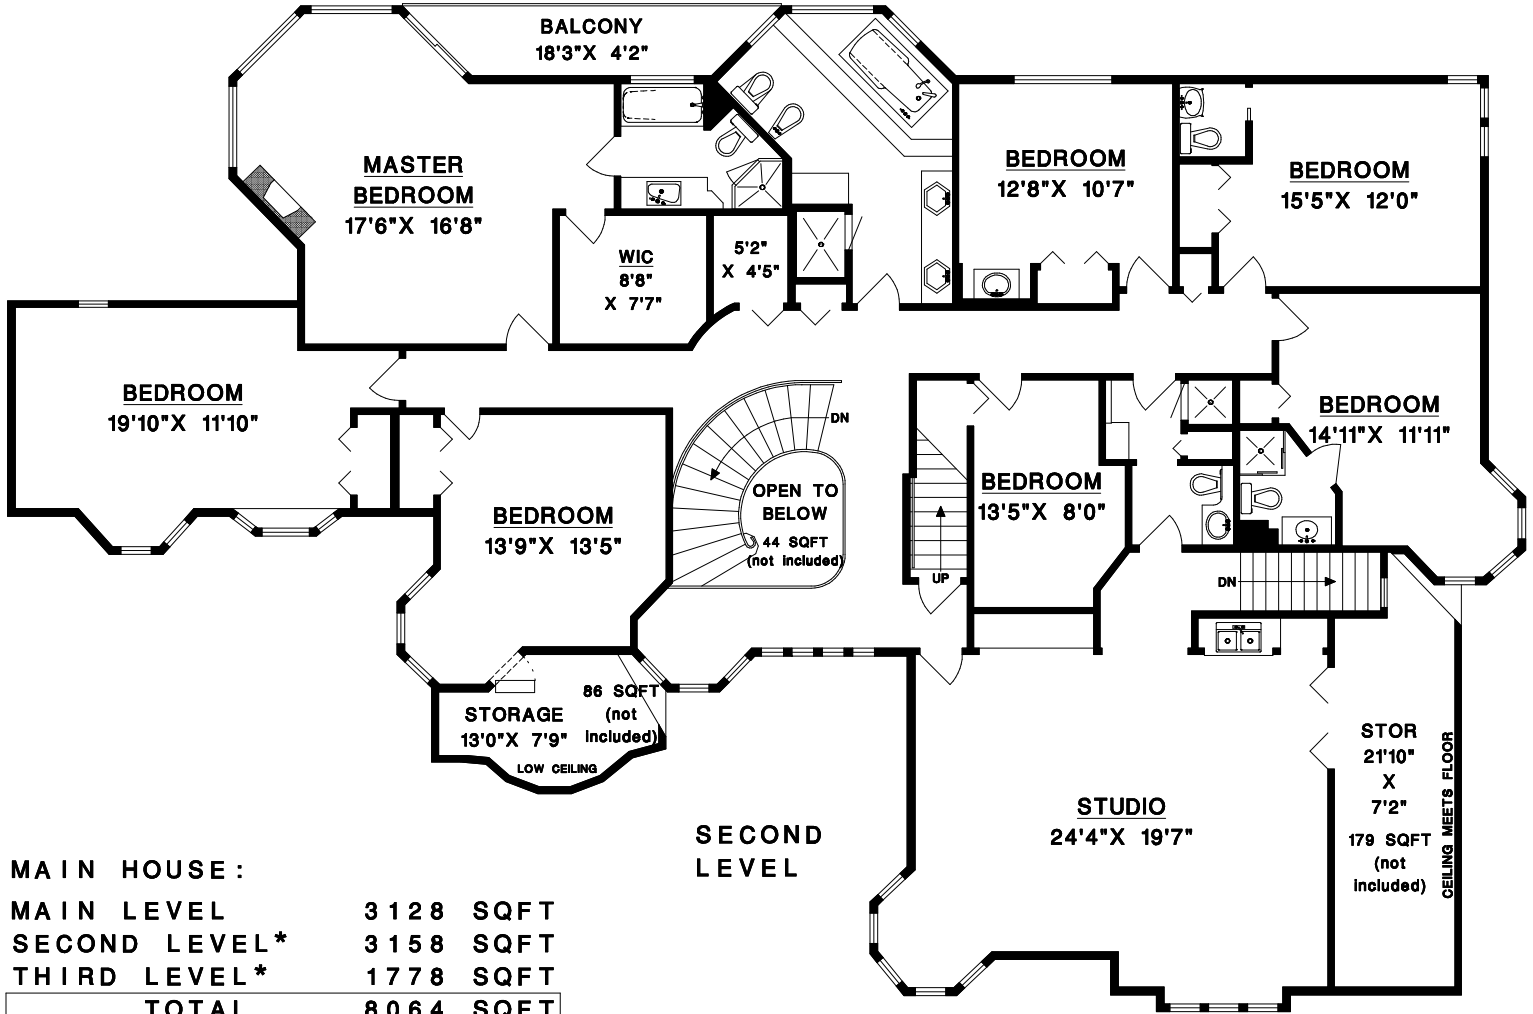 BALCONY
18'3"X 4'2"
MASTER
BEDROOM
17'6"X 16'8"
BEDROOM
12'8"X 10'7"
BEDROOM
15'5"X 12'0"
WIC
8'8"
X 7'7"
5'2"
X 4'5"
BEDROOM
19'10"X 11'10"
BEDROOM
14'11"X 11'11"
DN
BEDROOM
13'5"X 8'0"
OPEN TO
BELOW
44 SQFT
(not included)
BEDROOM
13'9"X 13'5"
UP
DN
86 SQFT
(not
included)
STORAGE
13'0"X 7'9"
LOW CEILING
STOR
21'10"
X
7'2"
179 SQFT
(not
included)
CEILING MEETS FLOOR
STUDIO
24'4"X 19'7"
SECOND
LEVEL
MAIN HOUSE:
MAIN LEVEL 3128 SQFT
SECOND LEVEL* 3158 SQFT
THIRD LEVEL* 1778 SQFT
TOTAL 8064 SQFT